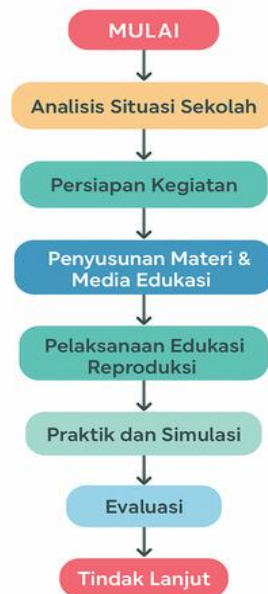 MULAI
Analisis Situasi Sekolah
Persiapan Kegiatan
Penyusunan Materi &
Media Edukasi
Pelaksanaan Edukasi
Reproduksi
Praktik dan Simulasi
Evaluasi
Tindak Lanjut